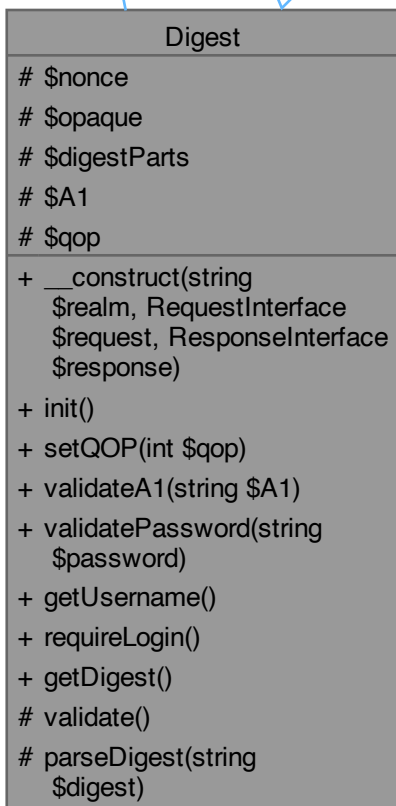 Digest
# $nonce
# $opaque
# $digestParts
# $A1
# $qop
+ __construct(string
$realm, RequestInterface
$request, ResponseInterface
$response)
+ init()
+ setQOP(int $qop)
+ validateA1(string $A1)
+ validatePassword(string
$password)
+ getUsername()
+ requireLogin()
+ getDigest()
# validate()
# parseDigest(string
$digest)